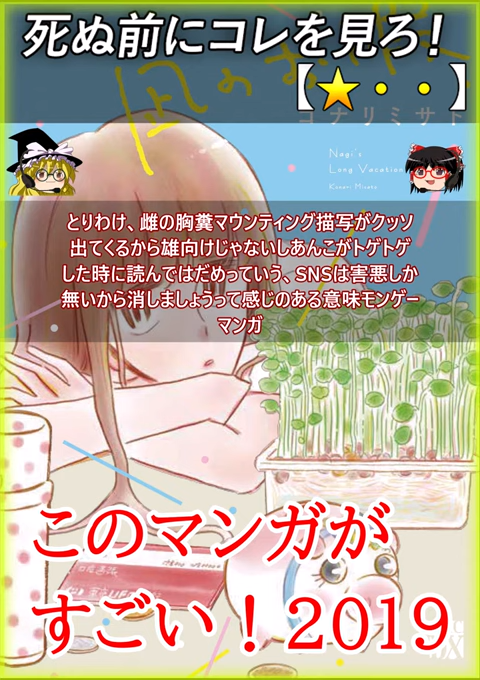 死ぬ前にコレを見ろ!
【★・・】
凪のお暇
コナリミサト
Nagi's
Long Vacation
Konari Misato
とりわけ、雌の胸糞マウンティング描写がクッソ
出てくるから雄向けじゃないしあんこがトゲトゲ
した時に読んではだめっていう、SNSは害悪しか
無いから消しましょうって感じのある意味モンゲー
マンガ
このマンガが
すごい!2019